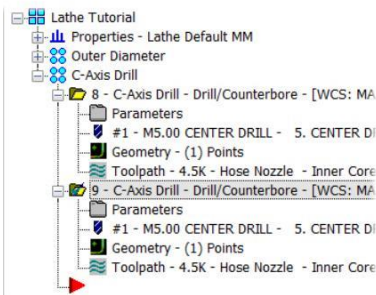 Lathe Tutorial
Properties - Lathe Default MM
Outer Diameter
C-Axis Drill
8 - C-Axis Drill - Drill/Counterbore - [WCS: MA
Parameters
#1 - M5.00 CENTER DRILL - 5. CENTER D
Geometry - (1) Points
Toolpath - 4.5K - Hose Nozzle - Inner Core
9 - C-Axis Drill - Drill/Counterbore - [WCS: MA
Parameters
#1 - M5.00 CENTER DRILL - 5. CENTER D
Geometry - (1) Points
Toolpath - 4.5K - Hose Nozzle - Inner Core